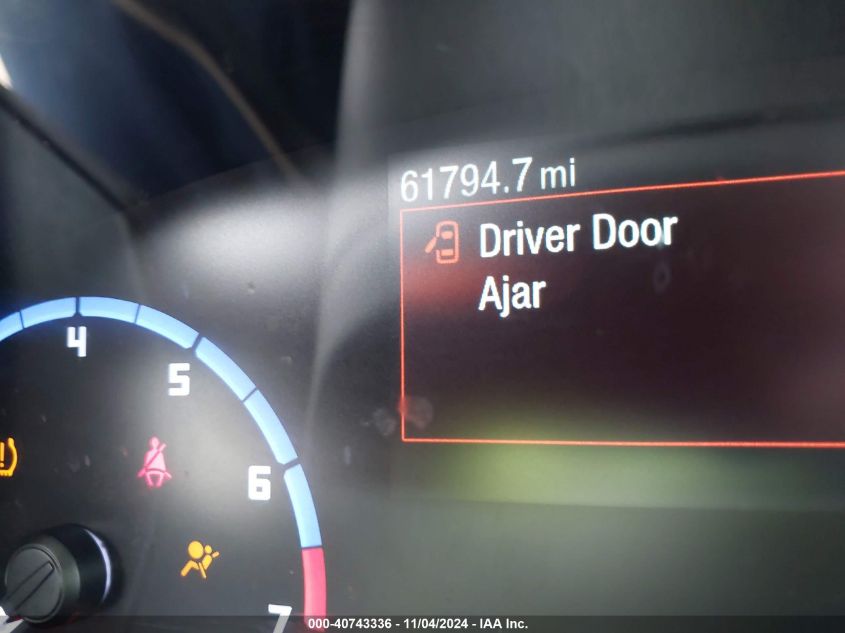 61794.7 mi
Driver Door
Ajar
4
5
6
7
000-40743336 - 11/04/2024 - IAA Inc.